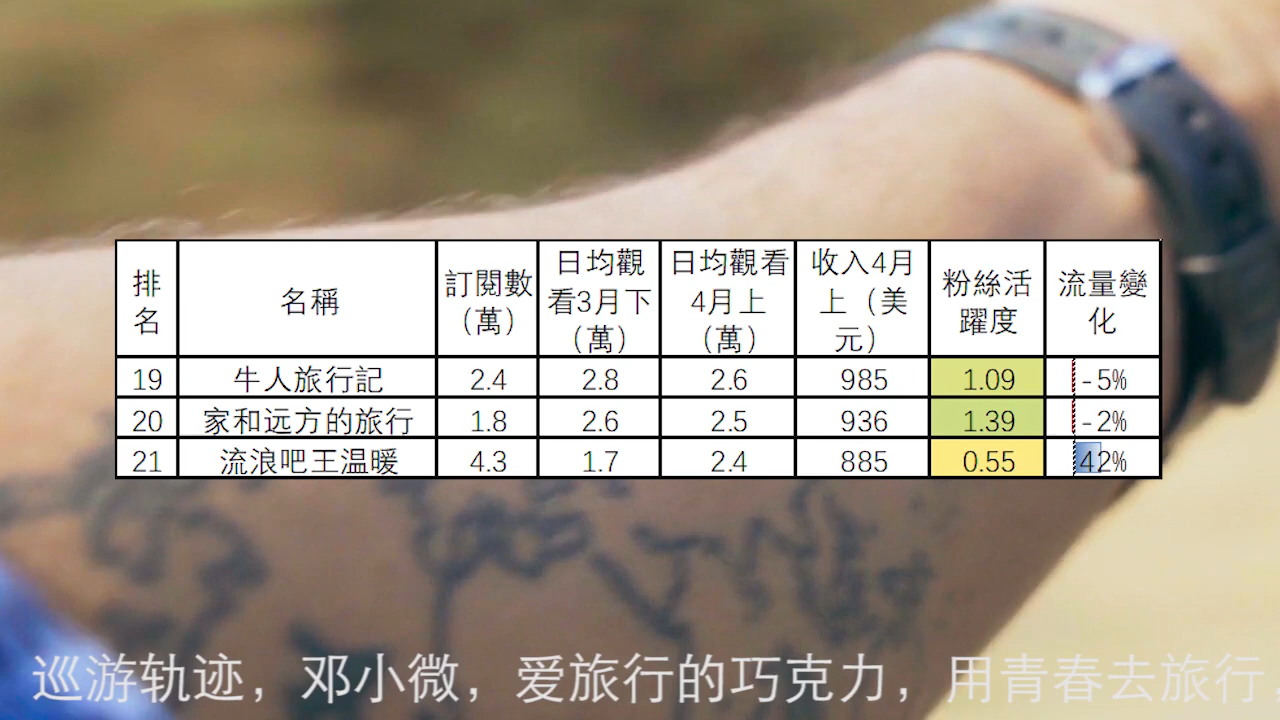 排名 名稱 訂閱數（萬） 日均觀看3月下（萬） 日均觀看4月上（萬） 收入4月上（美元） 粉絲活躍度 流量變化
19 牛人旅行記 2.4 2.8 2.6 985 1.09 -5%
20 家和远方的旅行 1.8 2.6 2.5 936 1.39 -2%
21 流浪吧王温暖 4.3 1.7 2.4 885 0.55 42%
巡游轨迹，邓小微，爱旅行的巧克力，用青春去旅行，